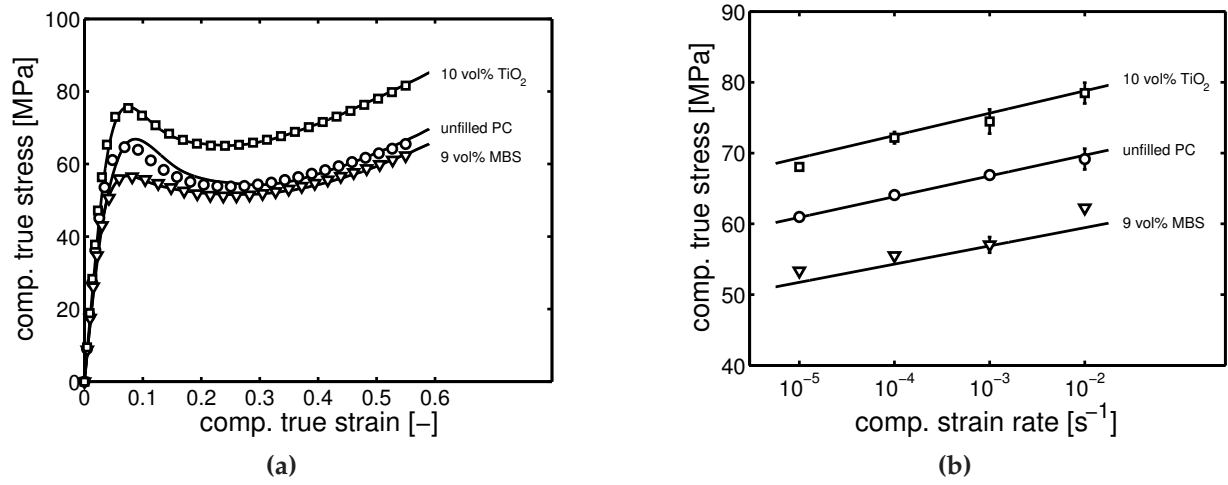 100
80
60
40
20
0
0 0.1 0.2 0.3 0.4 0.5 0.6
comp. true stress [MPa]
comp. true strain [–]
10 vol% TiO₂
unfilled PC
9 vol% MBS
(a)
90
80
70
60
50
40
10⁻⁵ 10⁻⁴ 10⁻³ 10⁻²
comp. true stress [MPa]
comp. strain rate [s⁻¹]
10 vol% TiO₂
unfilled PC
9 vol% MBS
(b)